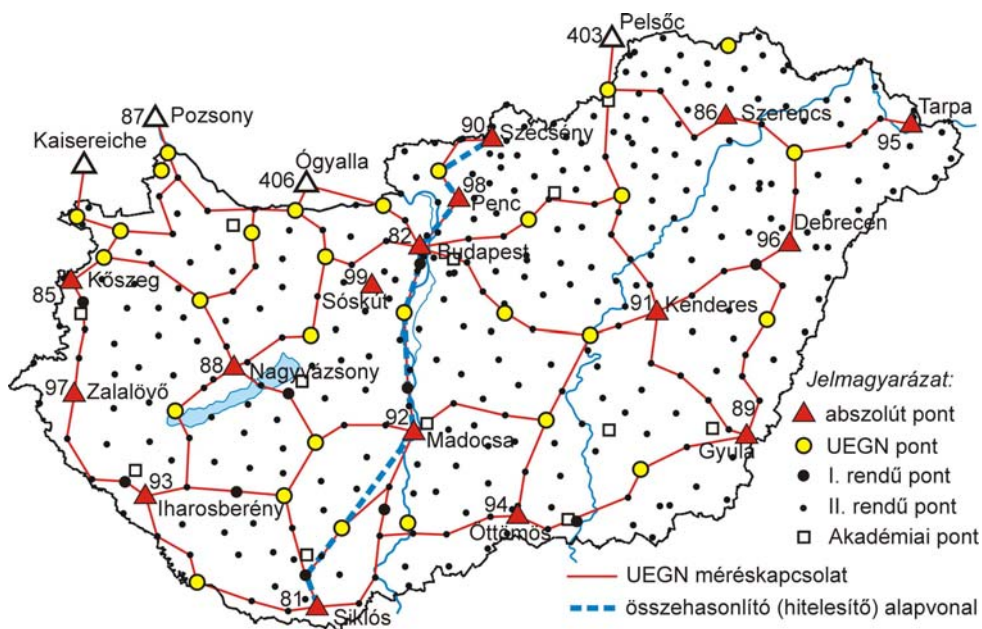 Pelsőc
403
Pozsony
87
Kaisereiche
Ógyalla
406
90
Szécsény
86
Szerencs
Tarpa
95
98
Penc
82
Budapest
Debrecen
96
85
Kőszeg
99
Sóskút
91
Kenderes
88
Nagyvázsony
97
Zalalövő
92
Madocsa
89
Gyula
93
Iharosberény
94
Ottömös
81
Siklós
Jelmagyarázat:
abszolút pont
UEGN pont
I. rendű pont
II. rendű pont
Akadémiai pont
UEGN méréskapcsolat
összehasonlító (hitelesítő) alapvonal